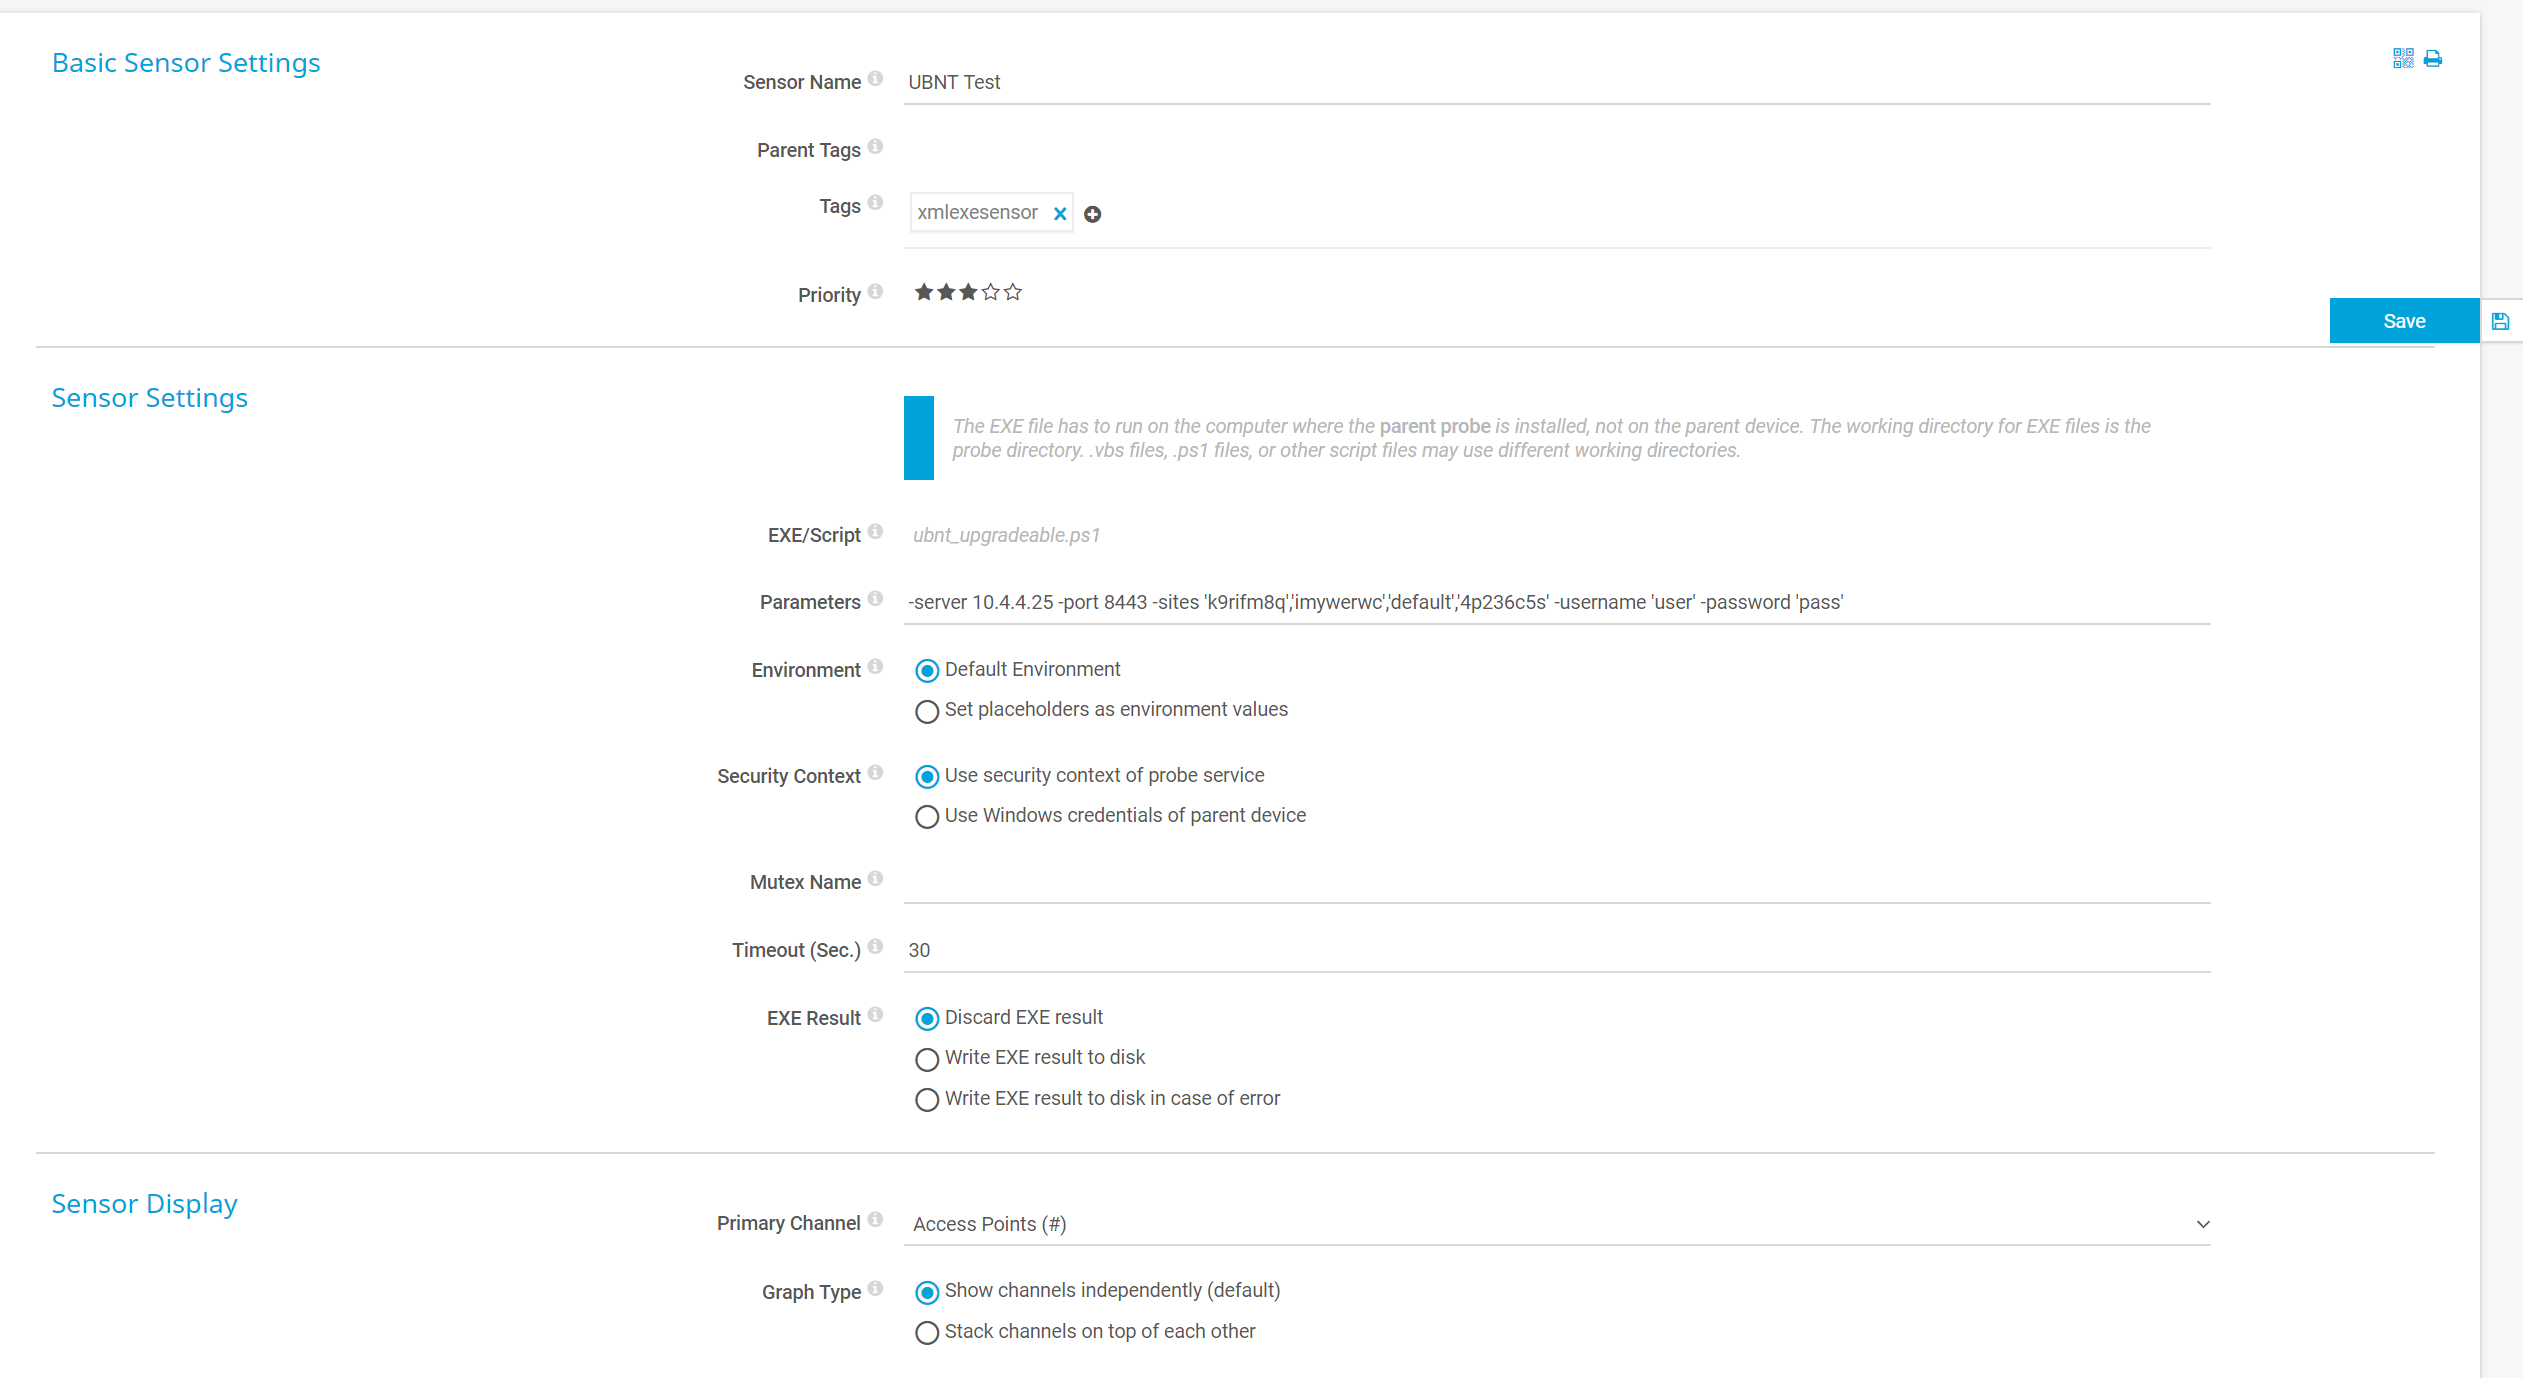 Basic Sensor Settings
Sensor Name
UBNT Test
Parent Tags
Tags
xmlexesensor
Priority
Save
Sensor Settings
The EXE file has to run on the computer where the parent probe is installed, not on the parent device. The working directory for EXE files is the
probe directory. .vbs files, .ps1 files, or other script files may use different working directories.
EXE/Script
ubnt_upgradeable.ps1
Parameters
-server 10.4.4.25 -port 8443 -sites 'k9rifm8q','imywerwc','default','4p236c5s' -username 'user' -password 'pass'
Environment
Default Environment
Set placeholders as environment values
Security Context
Use security context of probe service
Use Windows credentials of parent device
Mutex Name
Timeout (Sec.)
30
EXE Result
Discard EXE result
Write EXE result to disk
Write EXE result to disk in case of error
Sensor Display
Primary Channel
Access Points (#)
Graph Type
Show channels independently (default)
Stack channels on top of each other